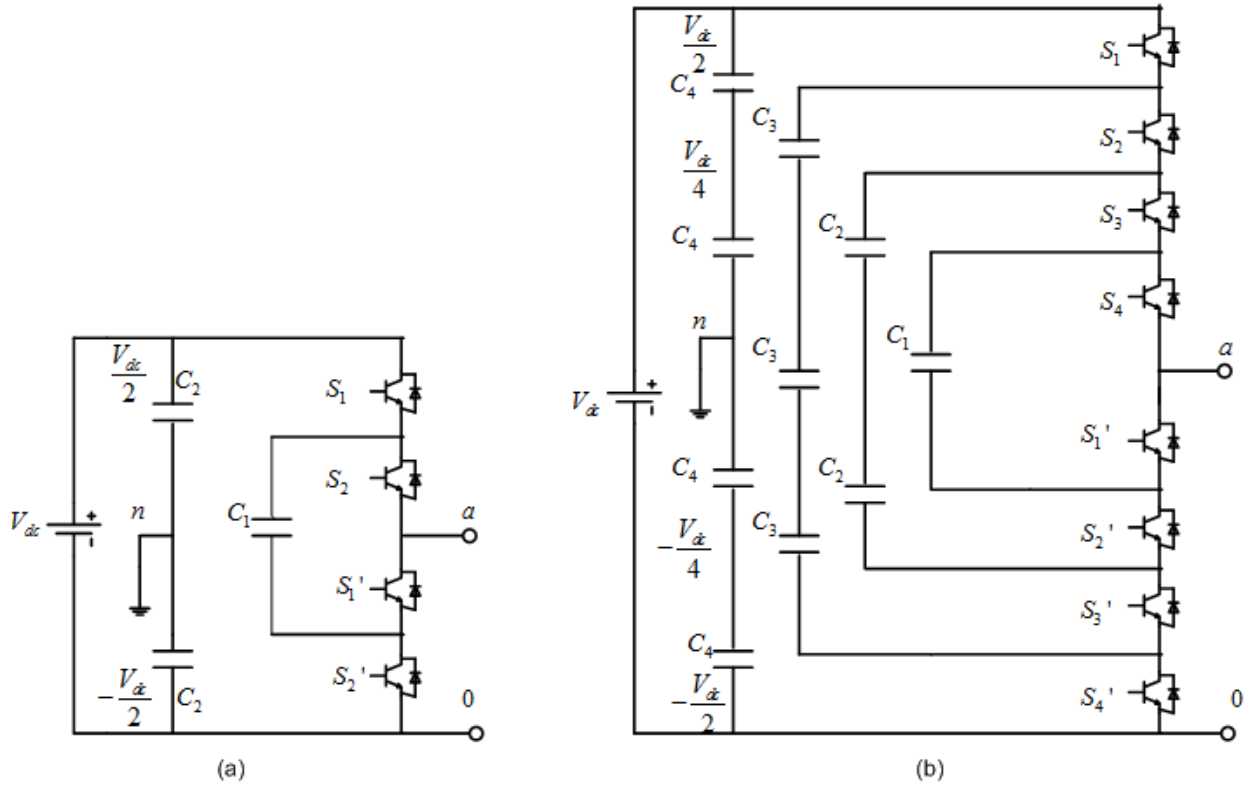 V_dc/2
C_2
S_1
S_2
n
C_1
a
V_dc
+
-
S_1'
S_2'
-V_dc/2
C_2
0
(a)
V_dc/2
C_4
S_1
C_3
S_2
V_dc/4
C_4
C_2
S_3
S_4
n
C_1
a
C_3
V_dc
+
-
S_1'
C_4
C_2
C_3
S_2'
-V_dc/4
S_3'
C_4
-V_dc/2
S_4'
0
(b)